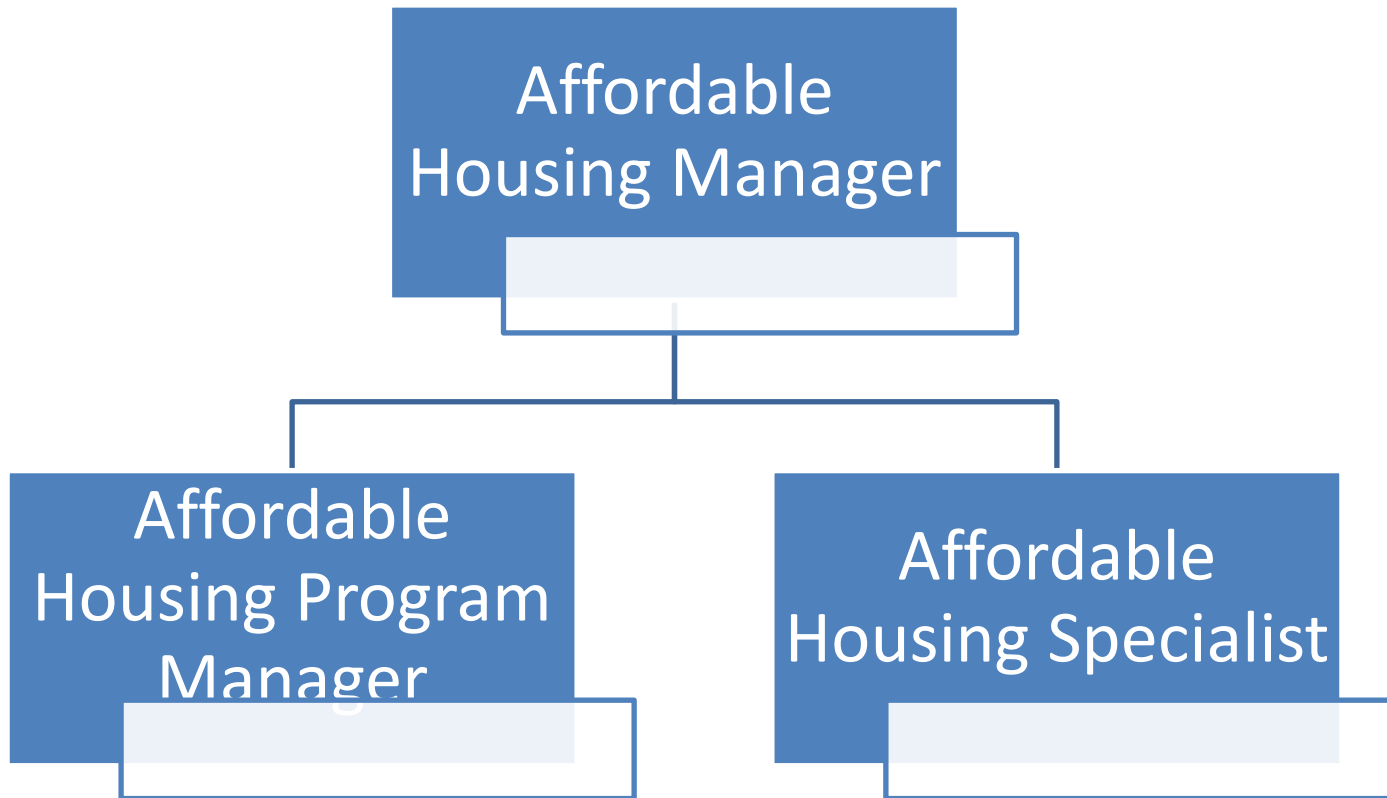 Affordable
Housing Manager
Affordable
Housing Program
Manager
Affordable
Housing Specialist